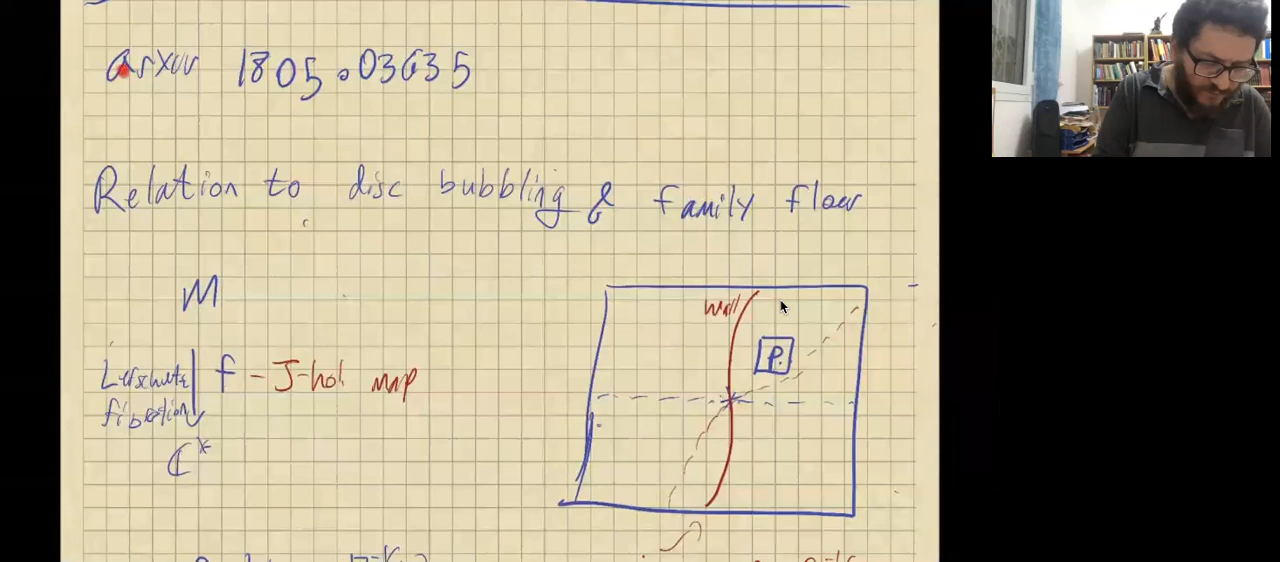 arxiv 1805.03635
Relation to disc bubbling & family floer
M
wall
P.
Lefschetz f - J-hol map
fibration
C*